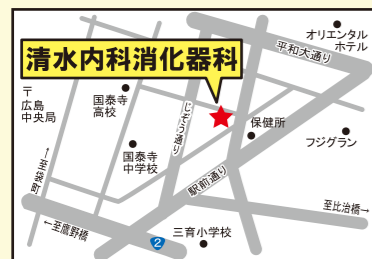 オリエンタル
ホテル
平和大通り
清水内科消化器科
〒
広島
中央局
国泰寺
高校
じぞう通り
保健所
フジグラン
国泰寺
中学校
←至袋町
駅前通り
至比治橋→
←至鷹野橋
2
三育小学校